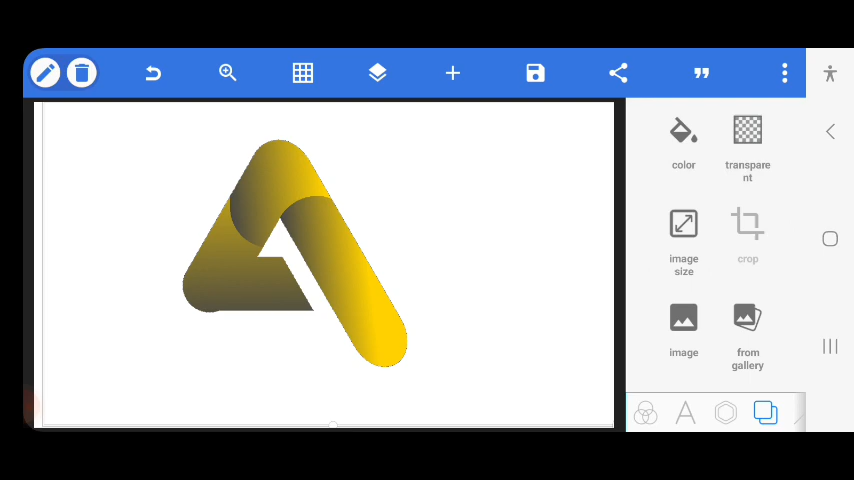 color
transpare
nt
image
size
crop
image
from
gallery